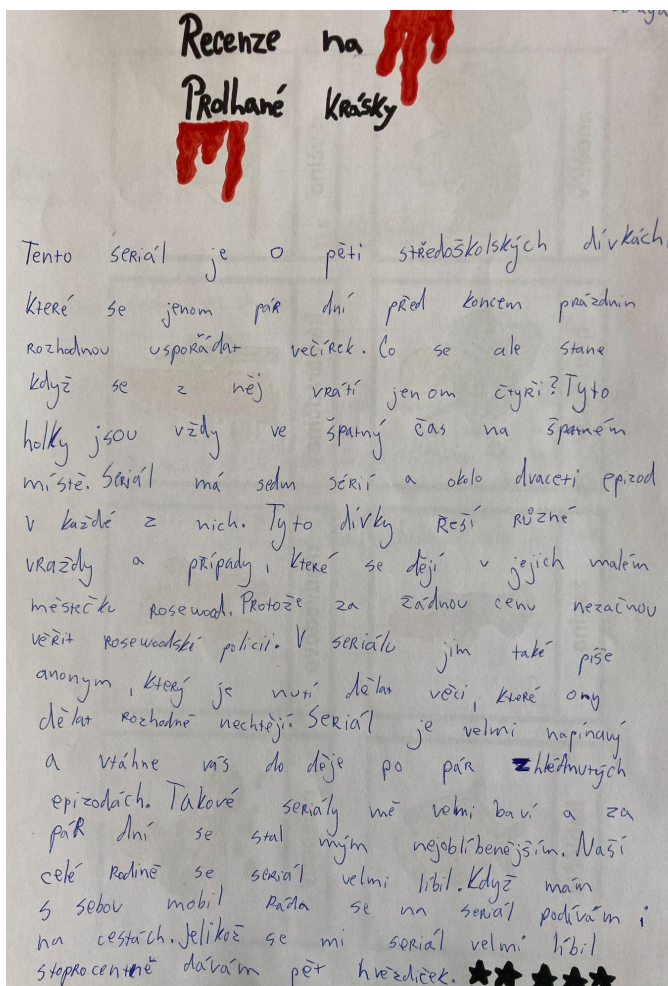 Recenze na
Prolhané krásky
Tento seriál je o pěti středoškolských dívkách,
které se jenom pár dní před koncem prázdnin
rozhodnou uspořádat večírek. Co se ale stane
když se z něj vrátí jenom čtyři? Tyto
holky jsou vždy ve špatný čas na špatném
místě. Seriál má sedm sérií a okolo dvaceti epizod
v každé z nich. Tyto dívky řeší různé
vraždy a případy, které se dějí v jejich malém
městečku Rosewood. Protože za žádnou cenu nezačnou
věřit rosewoodské policii. V seriálu jim také píše
anonym, který je nutí dělat věci, které ony
dělat rozhodně nechtějí. Seriál je velmi napínavý
a vtáhne vás do děje po pár zhlédnutých
epizodách. Takové seriály mě velmi baví a za
pár dní se stal mým nejoblíbenějším. Naší
celé rodině se seriál velmi líbil. Když mám
s sebou mobil ráda se na seriál podívám i
na cestách. Jelikož se mi seriál velmi líbil
stoprocentně dávám pět hvězdiček. ★★★★★